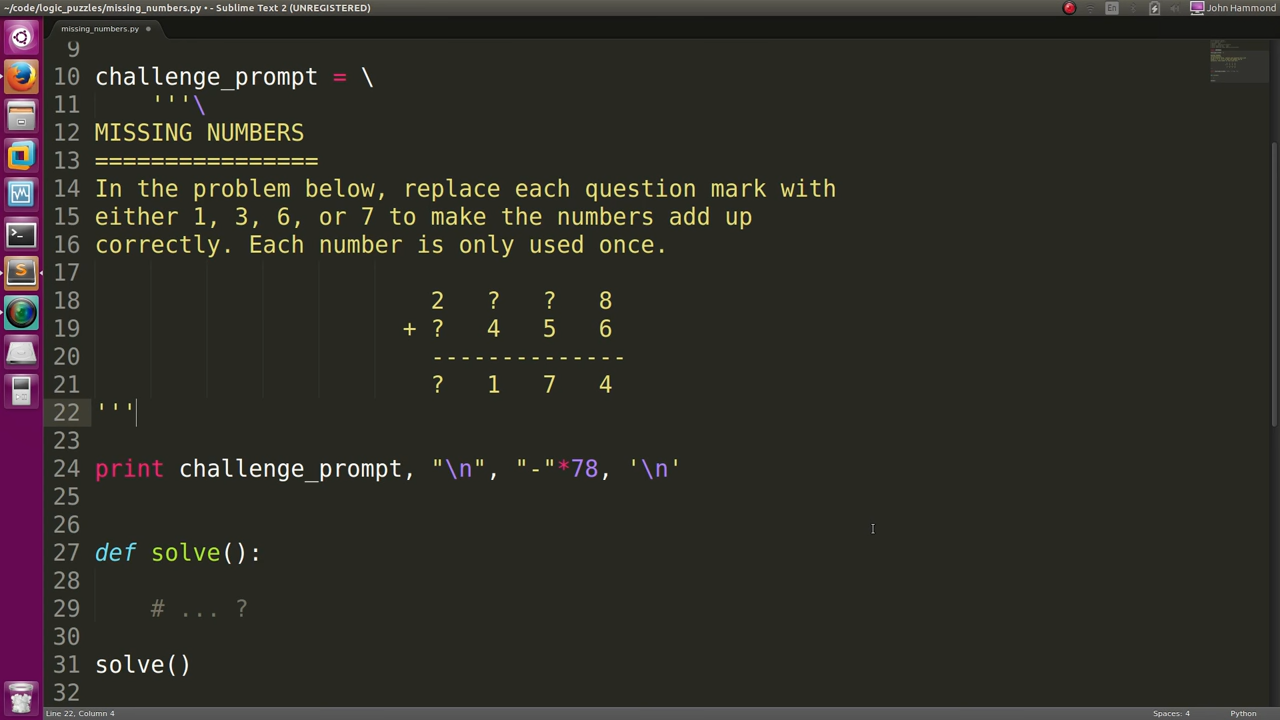 ~/code/logic_puzzles/missing_numbers.py • - Sublime Text 2 (UNREGISTERED)
En
John Hammond
missing_numbers.py
9
10 challenge_prompt = \
11 '''\
12 MISSING NUMBERS
13 ================
14 In the problem below, replace each question mark with
15 either 1, 3, 6, or 7 to make the numbers add up
16 correctly. Each number is only used once.
17
18 2 ? ? 8
19 + ? 4 5 6
20 --------------
21 ? 1 7 4
22 '''
23
24 print challenge_prompt, "\n", "-"*78, '\n'
25
26
27 def solve():
28
29 # ... ?
30
31 solve()
32
Line 22, Column 4
Spaces: 4
Python